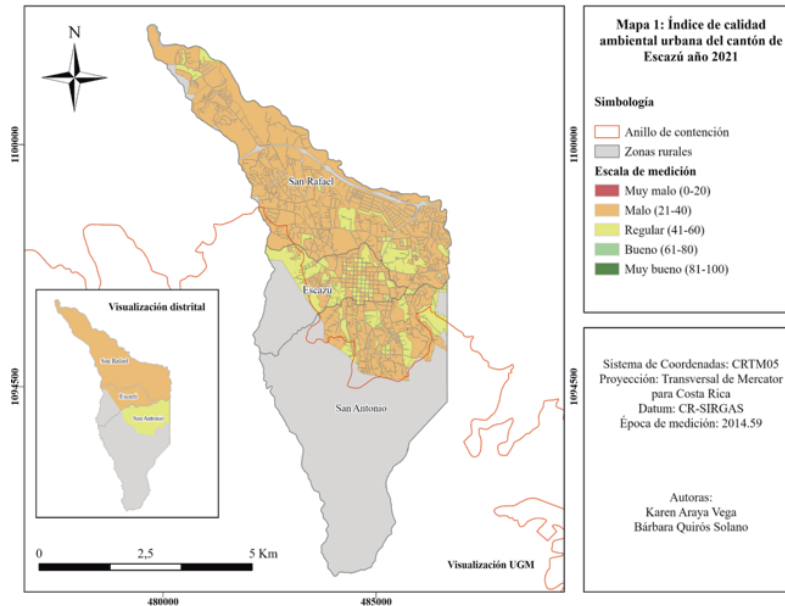 Mapa 1: Índice de calidad
ambiental urbana del cantón de
Escazú año 2021
Simbología
Anillo de contención
Zonas rurales
Escala de medición
Muy malo (0-20)
Malo (21-40)
Regular (41-60)
Bueno (61-80)
Muy bueno (81-100)
N
1100000
1100000
San Rafael
Escazú
San Antonio
1094500
1094500
Visualización distrital
San Rafael
Escazú
San Antonio
0
2,5
5 Km
Visualización UGM
480000
485000
Sistema de Coordenadas: CRTM05
Proyección: Transversal de Mercator
para Costa Rica
Datum: CR-SIRGAS
Época de medición: 2014.59
Autoras:
Karen Araya Vega
Bárbara Quirós Solano